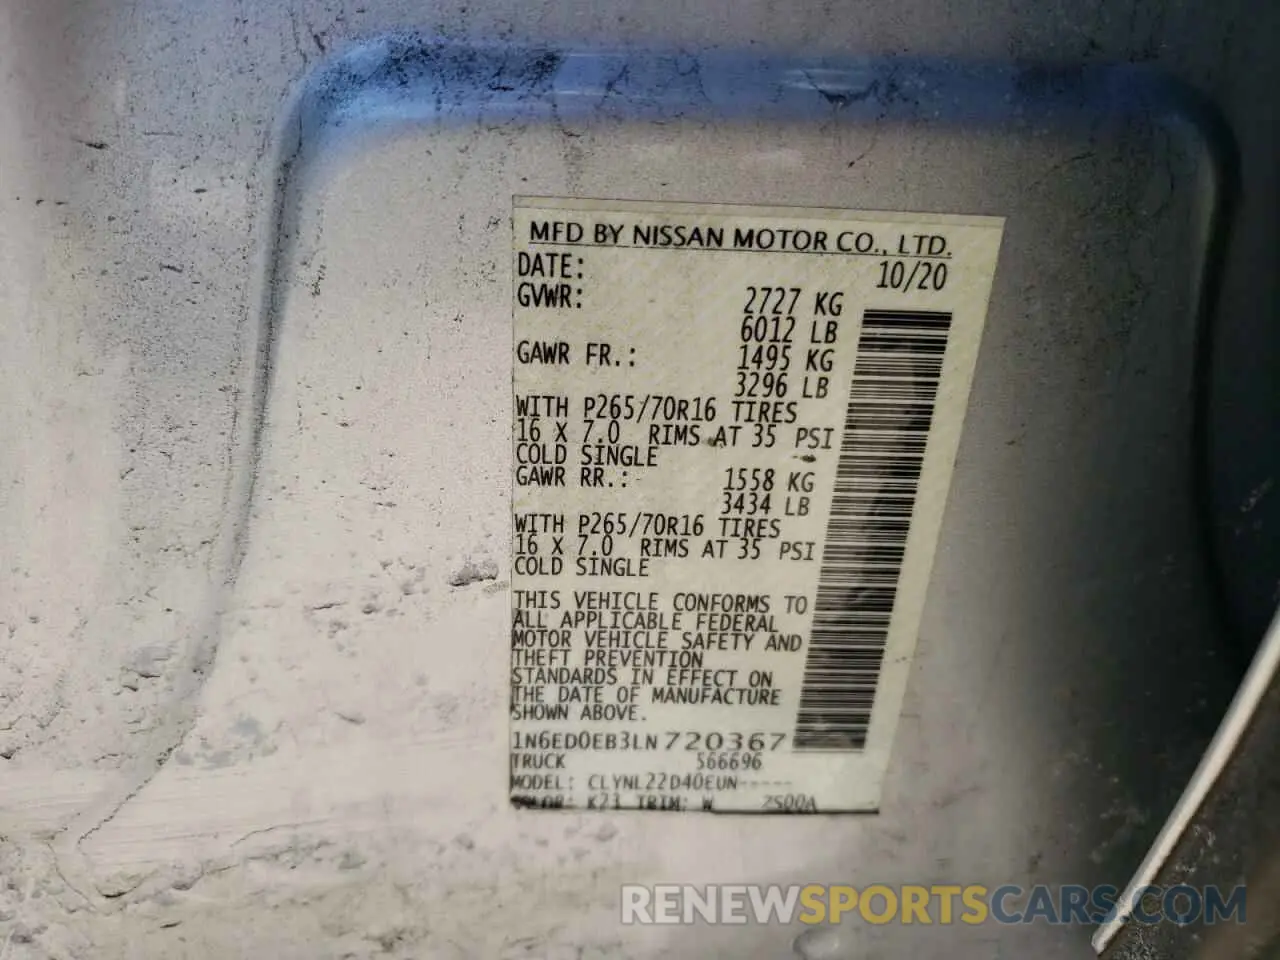 MFD BY NISSAN MOTOR CO., LTD.
DATE: 10/20
GVWR: 2727 KG
6012 LB
GAWR FR.: 1495 KG
3296 LB
WITH P265/70R16 TIRES
16 X 7.0 RIMS AT 35 PSI
COLD SINGLE
GAWR RR.: 1558 KG
3434 LB
WITH P265/70R16 TIRES
16 X 7.0 RIMS AT 35 PSI
COLD SINGLE
THIS VEHICLE CONFORMS TO
ALL APPLICABLE FEDERAL
MOTOR VEHICLE SAFETY AND
THEFT PREVENTION
STANDARDS IN EFFECT ON
THE DATE OF MANUFACTURE
SHOWN ABOVE.
1N6ED0EB3LN720367
TRUCK 566696
MODEL: CLYNL22D40EUN-----
COLOR: K23 TRIM: W 2S00A
RENEWSPORTSCARS.COM